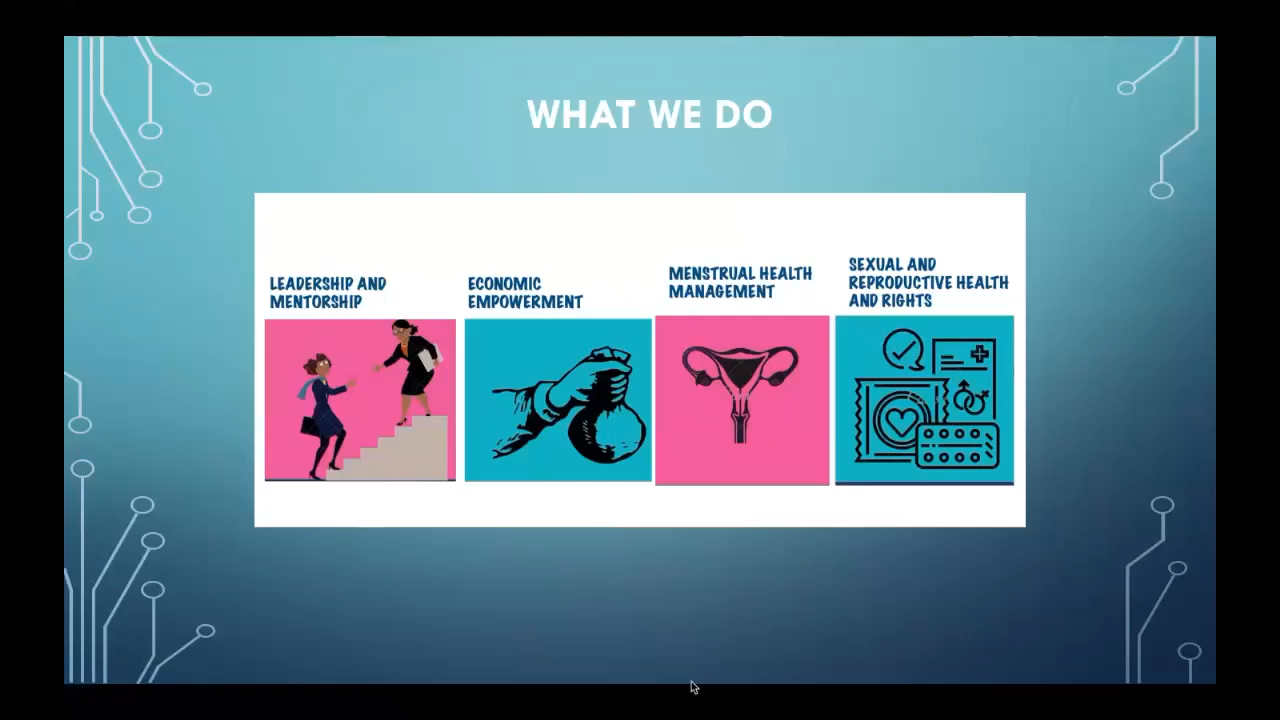 WHAT WE DO
LEADERSHIP AND
MENTORSHIP
ECONOMIC
EMPOWERMENT
MENSTRUAL HEALTH
MANAGEMENT
SEXUAL AND
REPRODUCTIVE HEALTH
AND RIGHTS